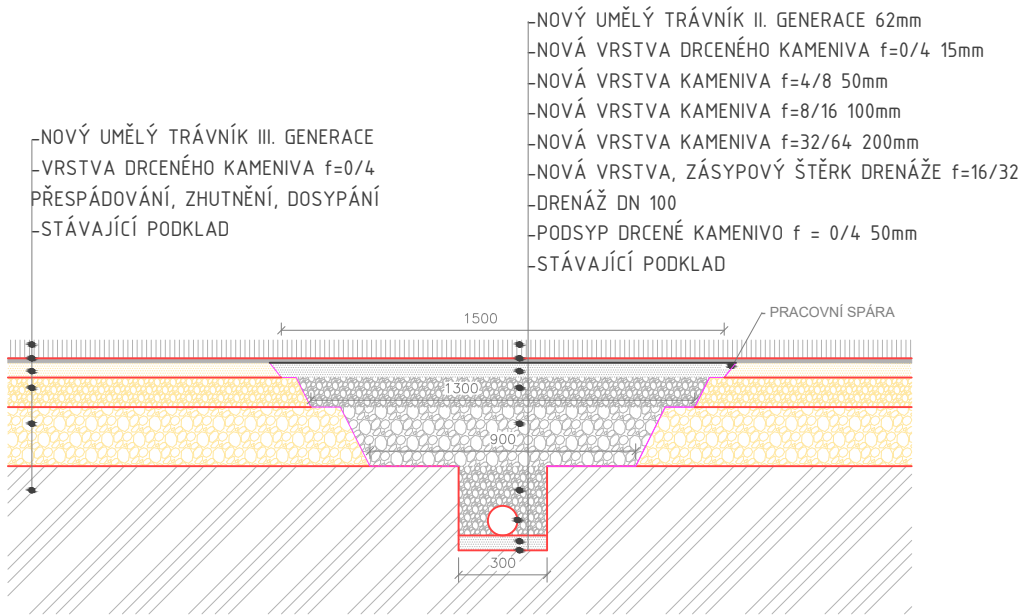 -NOVÝ UMĚLÝ TRÁVNÍK II. GENERACE 62mm
-NOVÁ VRSTVA DRCENÉHO KAMENIVA f=0/4 15mm
-NOVÁ VRSTVA KAMENIVA f=4/8 50mm
-NOVÁ VRSTVA KAMENIVA f=8/16 100mm
-NOVÁ VRSTVA KAMENIVA f=32/64 200mm
-NOVÁ VRSTVA, ZÁSYPOVÝ ŠTĚRK DRENÁŽE f=16/32
-DRENÁŽ DN 100
-PODSYP DRCENÉ KAMENIVO f = 0/4 50mm
-STÁVAJÍCÍ PODKLAD
-NOVÝ UMĚLÝ TRÁVNÍK III. GENERACE
-VRSTVA DRCENÉHO KAMENIVA f=0/4
PŘESPÁDOVÁNÍ, ZHUTNĚNÍ, DOSYPÁNÍ
-STÁVAJÍCÍ PODKLAD
PRACOVNÍ SPÁRA
1500
1300
900
300